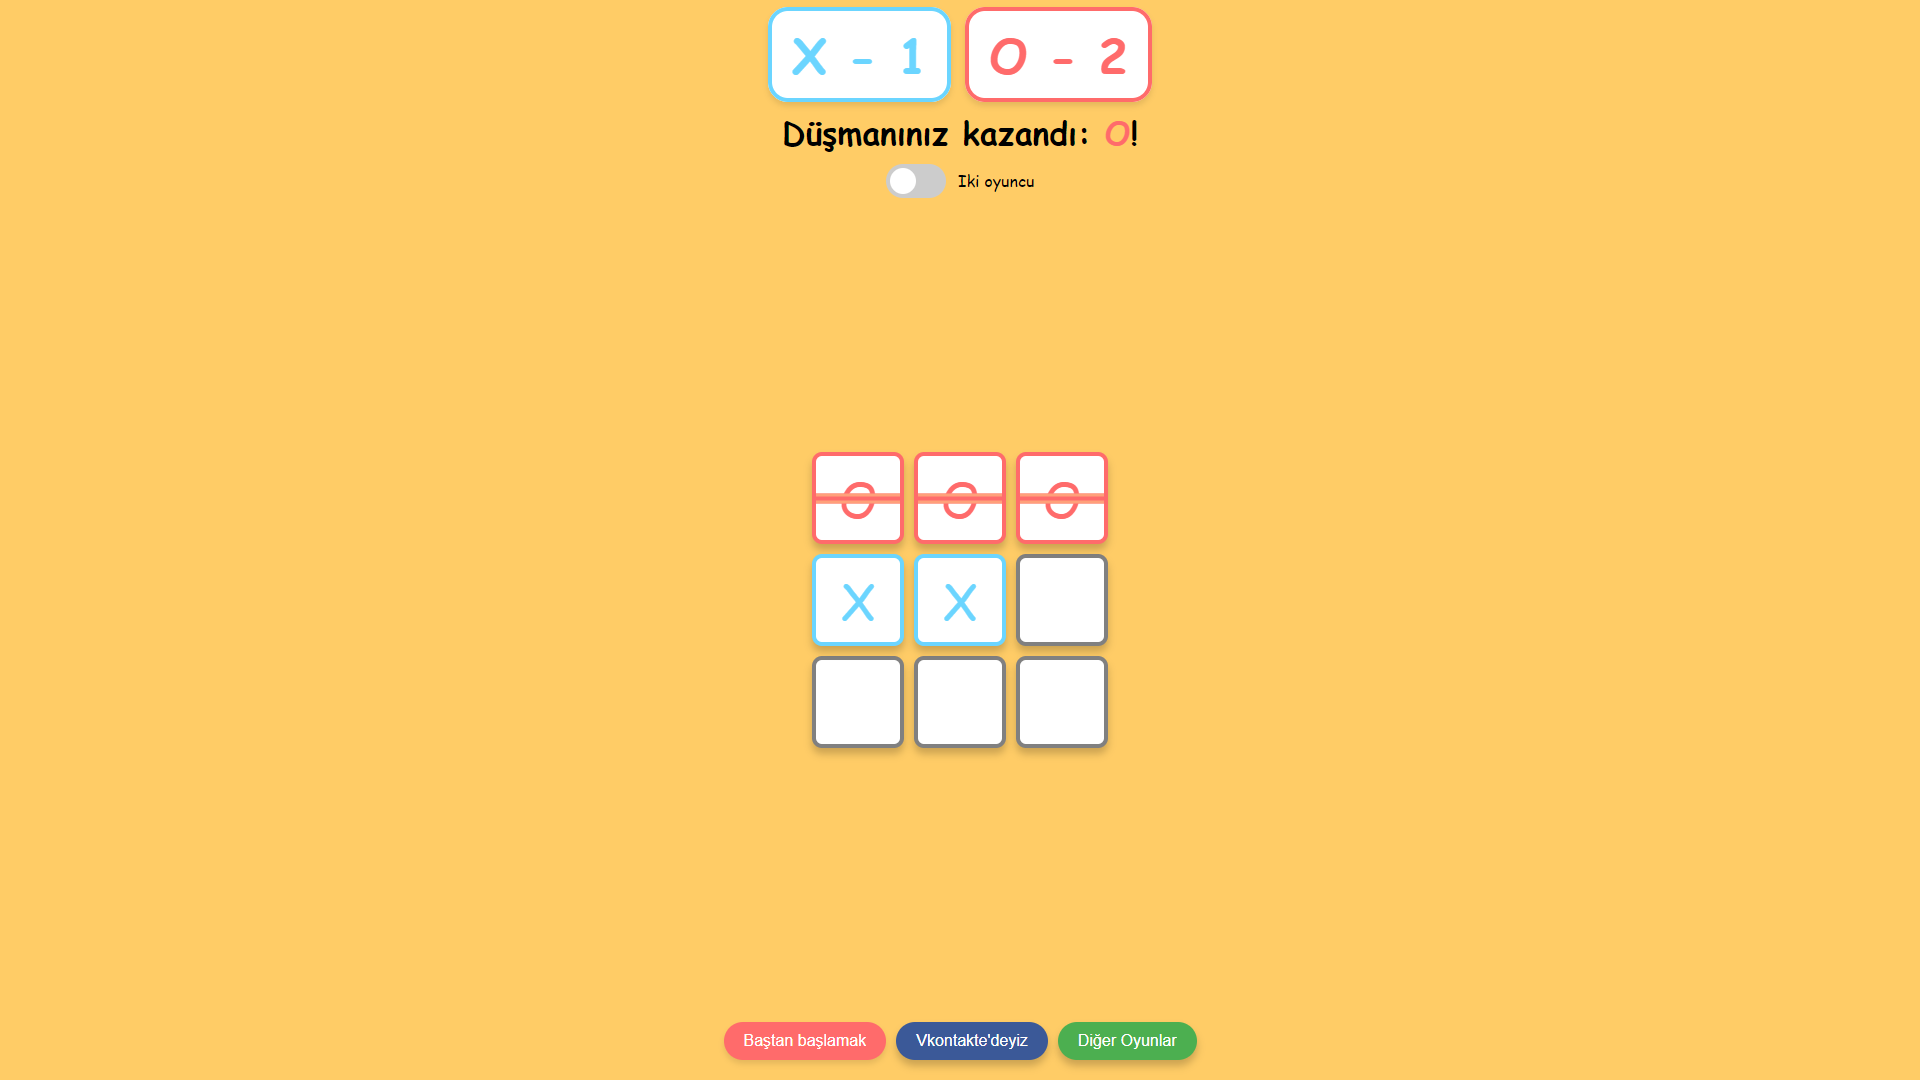 X - 1 O - 2
Düşmanınız kazandı: O!
Iki oyuncu
O O O
X X
Baştan başlamak Vkontakte'deyiz Diğer Oyunlar